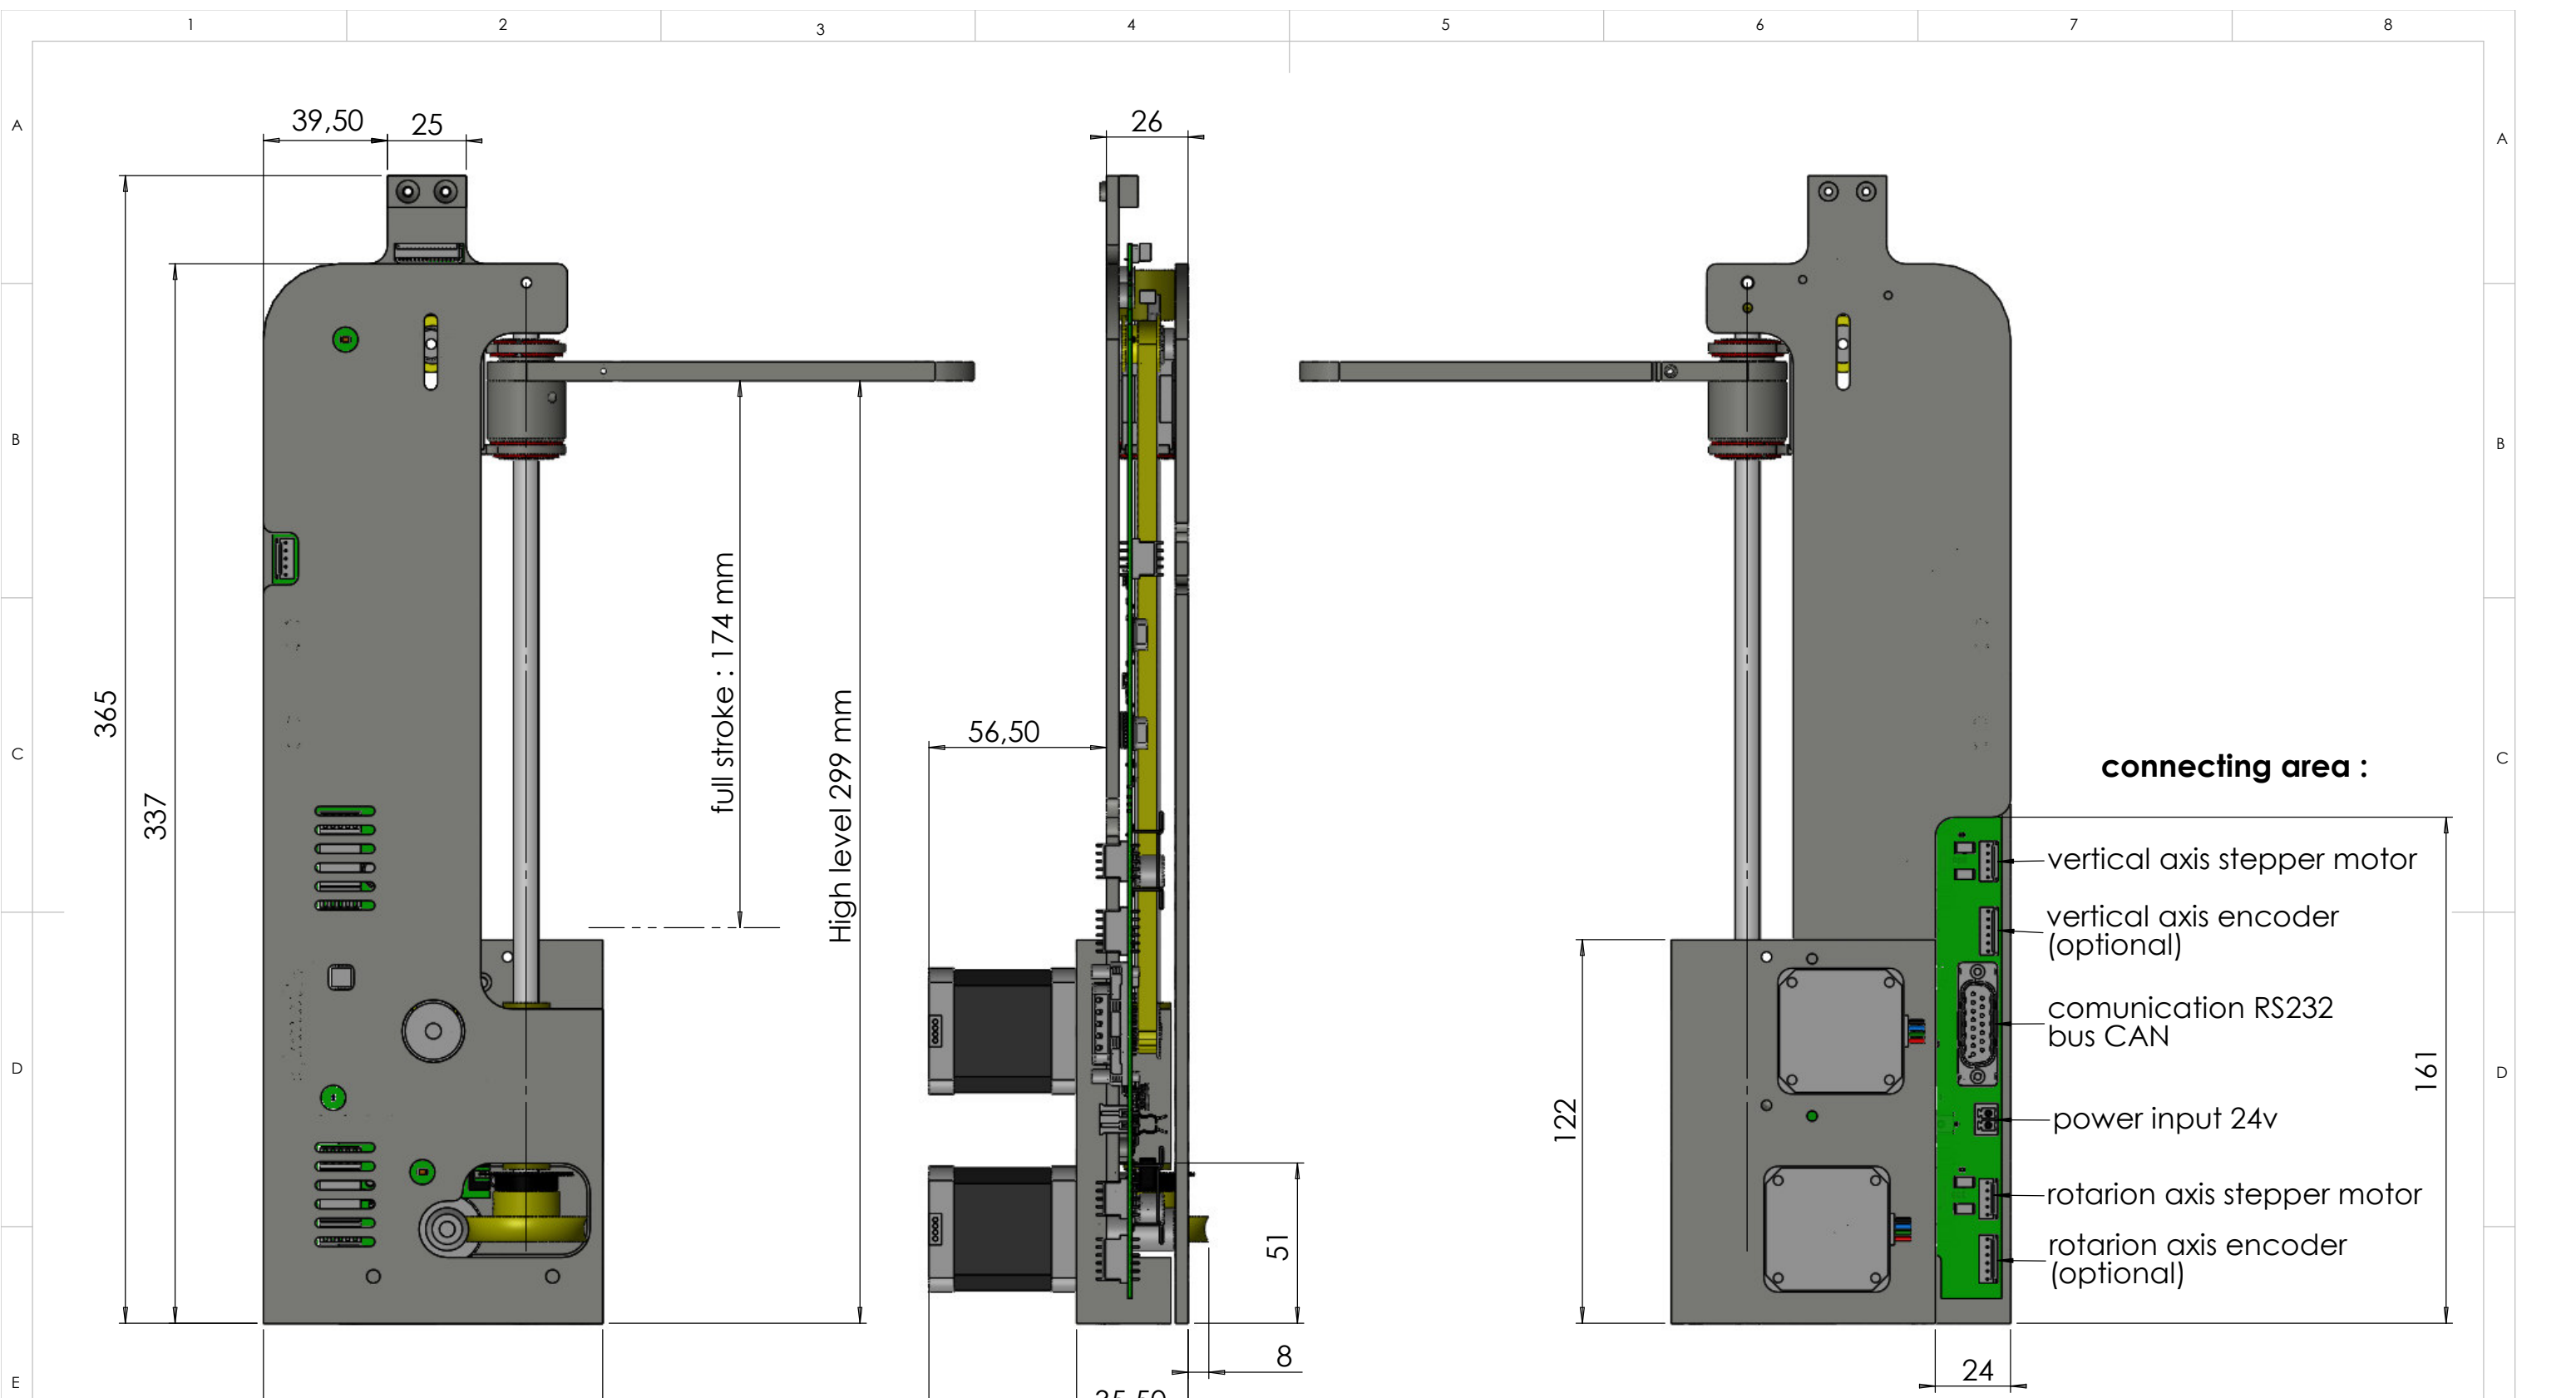 1 2 3 4 5 6 7 8
A A
39,50 25 26
B B
full stroke : 174 mm
High level 299 mm
365
337
56,50
C C
connecting area :
vertical axis stepper motor
vertical axis encoder
(optional)
comunication RS232
bus CAN
D D
161
122
power input 24v
rotarion axis stepper motor
51
rotarion axis encoder
(optional)
8
24
E
35,50